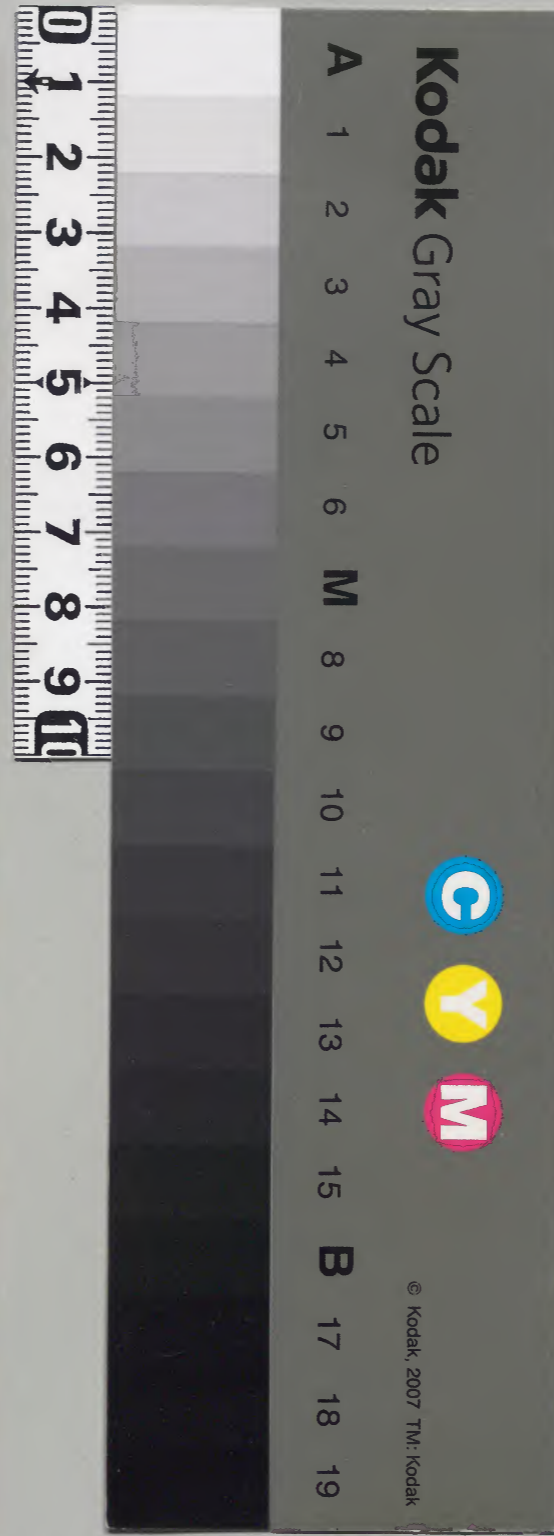 Kodak Gray Scale
C Y M
© Kodak, 2007 TM: Kodak
A 1 2 3 4 5 6 M 8 9 10 11 12 13 14 15 B 17 18 19
0 1 2 3 4 5 6 7 8 9 10